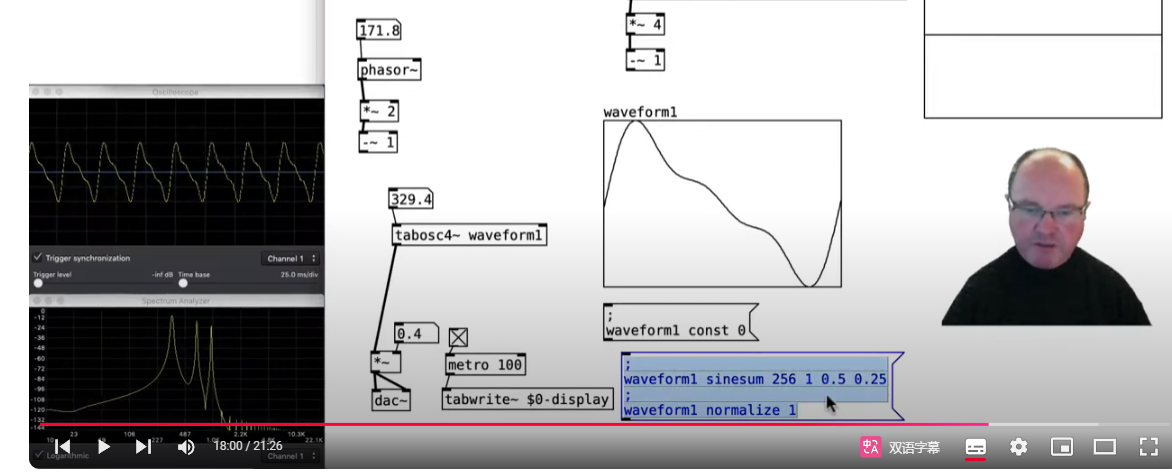 171.8
phasor~
*~ 2
-~ 1
*~ 4
-~ 1
waveform1
329.4
tabosc4~ waveform1
0.4
*~
dac~
metro 100
tabwrite~ $0-display
;
waveform1 const 0
;
waveform1 sinesum 256 1 0.5 0.25
;
waveform1 normalize 1
Oscilloscope
Trigger synchronization
Channel 1
Trigger level
-inf dB
Time base
25.0 ms/div
Spectrum Analyzer
0
-12
-24
-36
-48
-60
-72
-84
-96
-108
-120
-132
-144
10
23
106
487
2.2K
10.3K
22.1K
Logarithmic
Channel 1
18:00 / 21:26
双语字幕